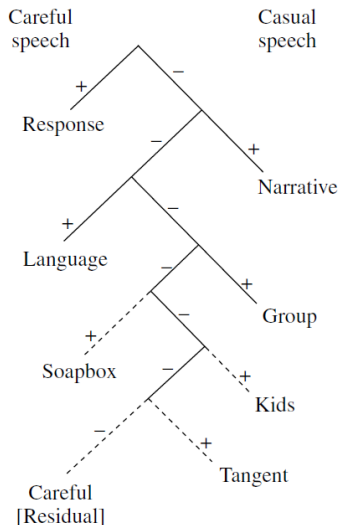 Careful
speech
Casual
speech
+
−
Response
−
+
Narrative
+
−
Language
−
+
Group
+
−
Soapbox
−
+
Kids
−
+
Tangent
Careful
[Residual]